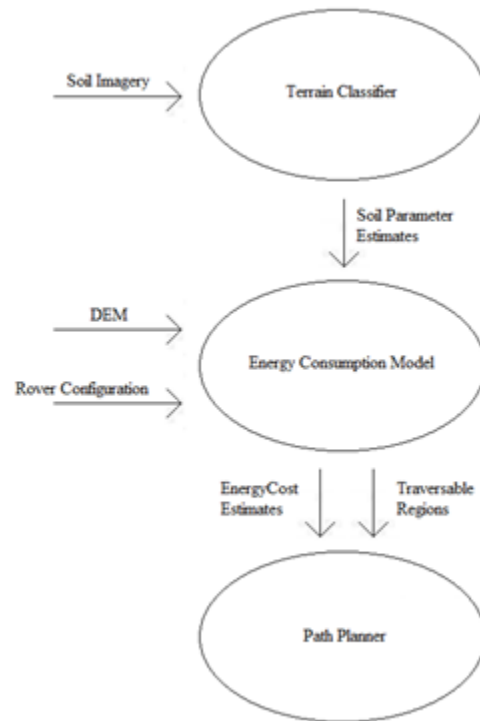 Soil Imagery
Terrain Classifier
Soil Parameter
Estimates
DEM
Energy Consumption Model
Rover Configuration
EnergyCost
Estimates
Traversable
Regions
Path Planner